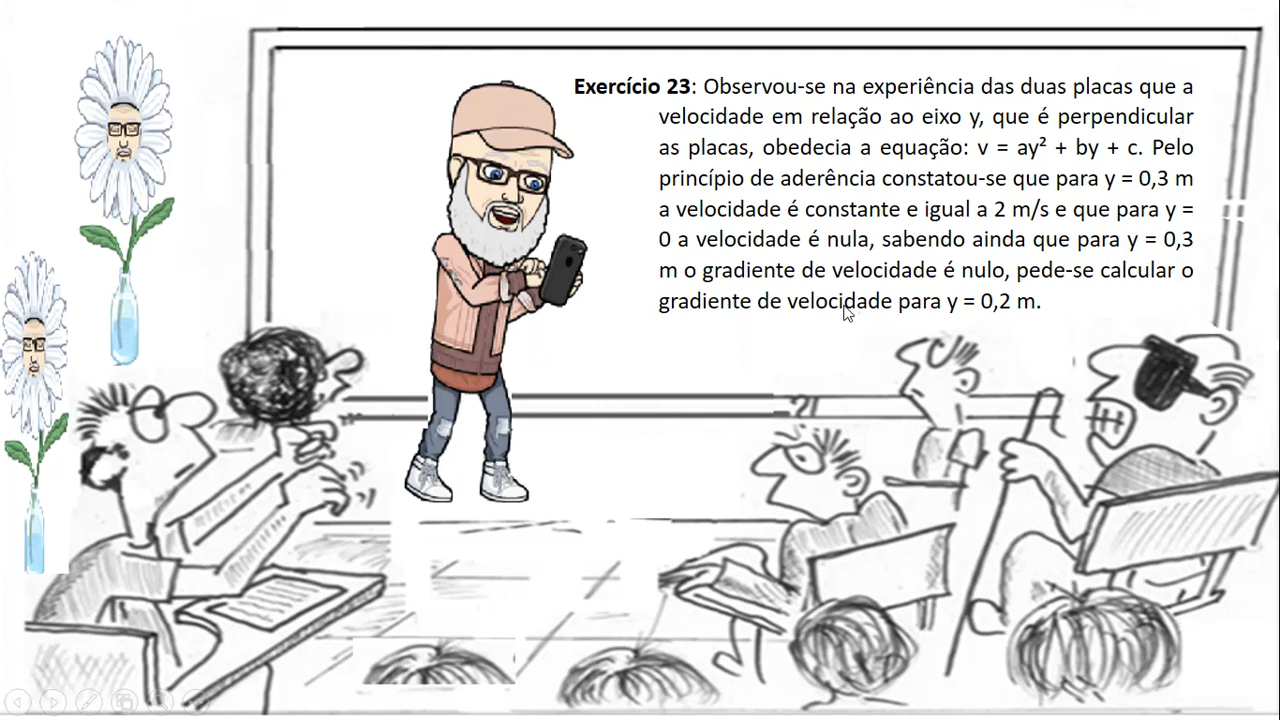 Exercício 23: Observou-se na experiência das duas placas que a
velocidade em relação ao eixo y, que é perpendicular
as placas, obedecia a equação: v = ay² + by + c. Pelo
princípio de aderência constatou-se que para y = 0,3 m
a velocidade é constante e igual a 2 m/s e que para y =
0 a velocidade é nula, sabendo ainda que para y = 0,3
m o gradiente de velocidade é nulo, pede-se calcular o
gradiente de velocidade para y = 0,2 m.